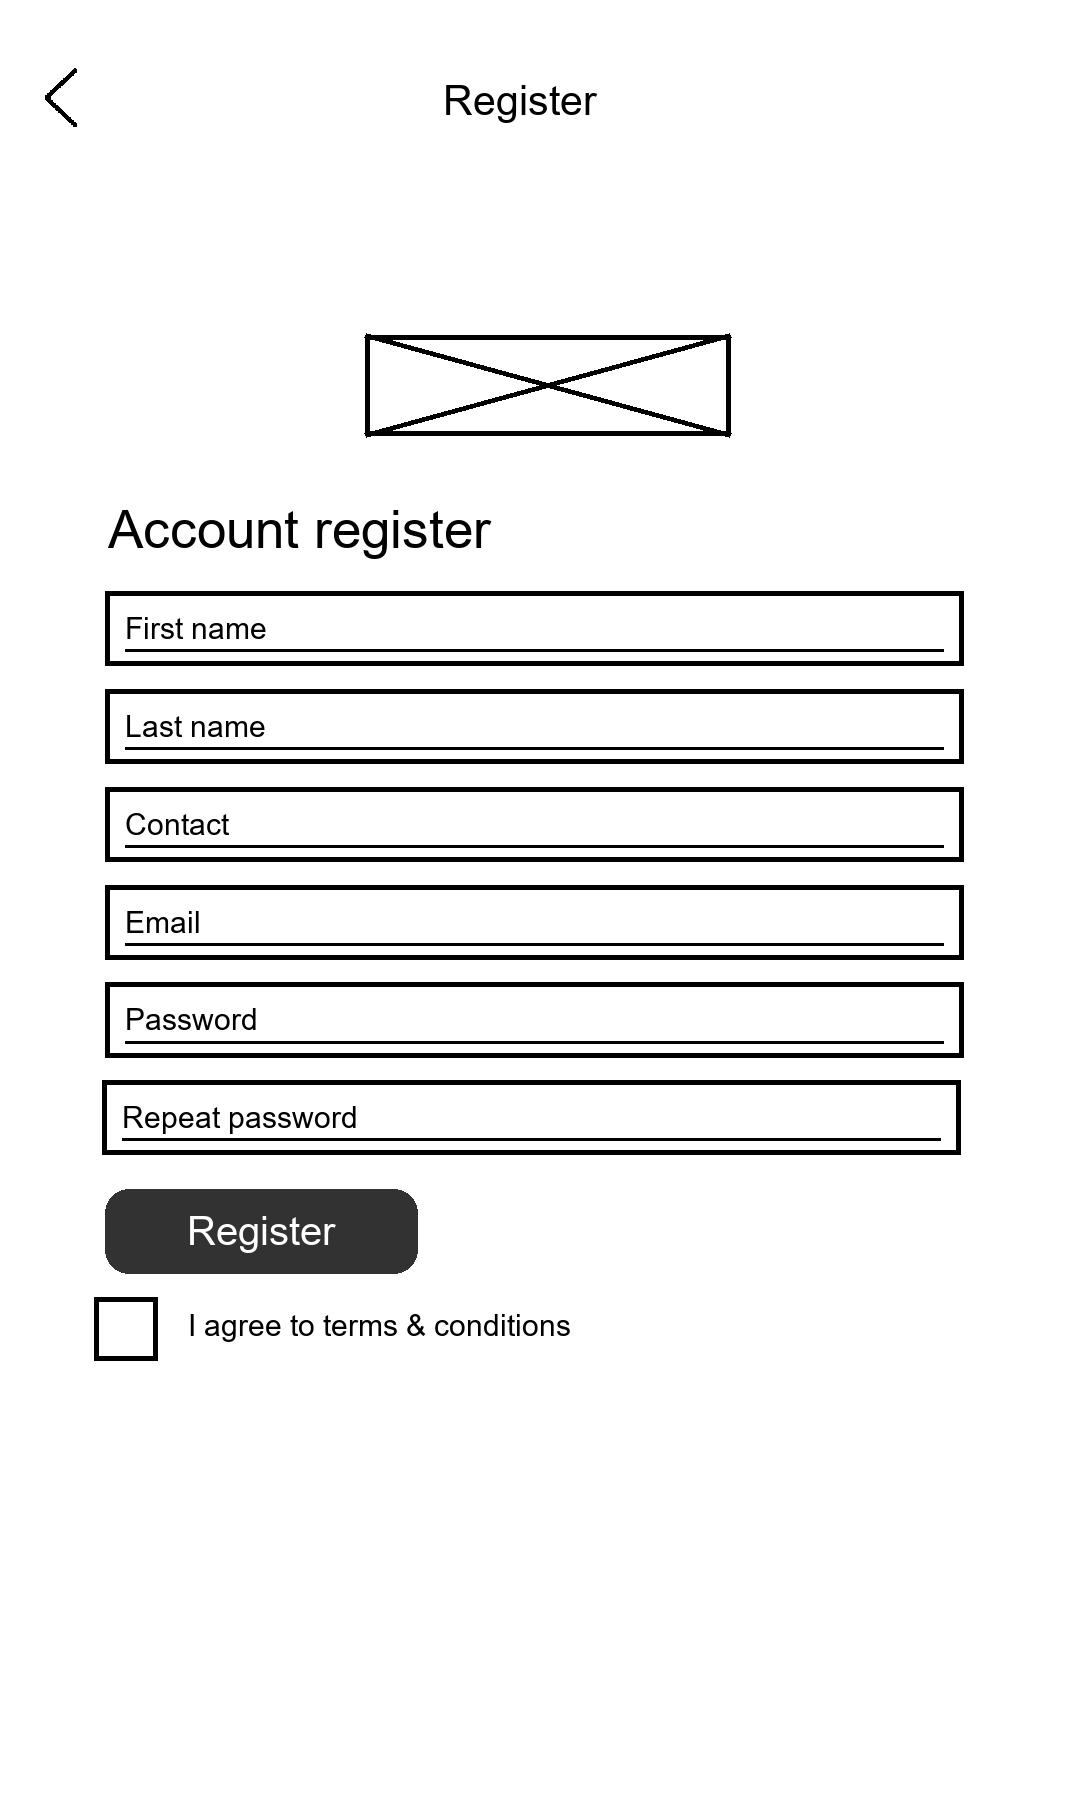 Register
Account register
First name
Last name
Contact
Email
Password
Repeat password
Register
I agree to terms & conditions